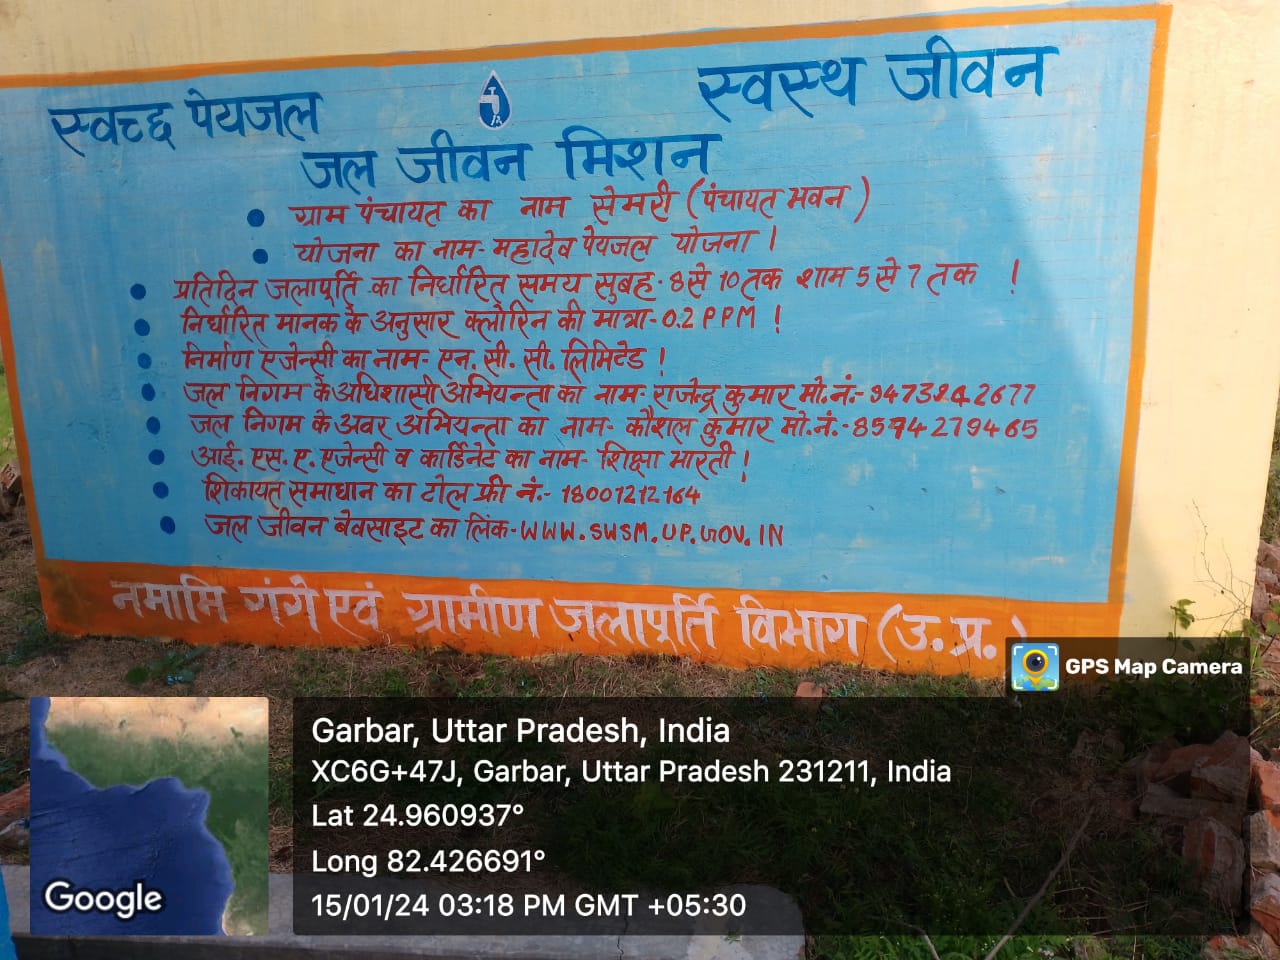 स्वच्छ पेयजल
स्वस्थ जीवन
जल जीवन मिशन
ग्राम पंचायत का नाम सेमरी (पंचायत भवन)
योजना का नाम- महादेव पेयजल योजना ।
प्रतिदिन जलापूर्ति का निर्धारित समय सुबह- 8 से 10 तक शाम 5 से 7 तक !
निर्धारित मानक के अनुसार क्लोरिन की मात्रा- 0.2 PPM !
निर्माण एजेन्सी का नाम- एन. सी. सी. लिमिटेड !
जल निगम के अधिशासी अभियन्ता का नाम- राजेन्द्र कुमार मो.नं.-
जल निगम के अवर अभियन्ता का नाम- कौशल कुमार मो.नं.-
आई. एस. ए. एजेन्सी व कार्डिनेट का नाम- शिक्षा भारती !
शिकायत समाधान का टोल फ्री नं.- 18001212164
जल जीवन बेवसाइट का लिंक- WWW.SWSM.UP.GOV.IN
नमामि गंगे एवं ग्रामीण जलापूर्ति विभाग (उ.प्र.)
GPS Map Camera
Garbar, Uttar Pradesh, India
XC6G+47J, Garbar, Uttar Pradesh 231211, India
Lat 24.960937°
Long 82.426691°
15/01/24 03:18 PM GMT +05:30
Google